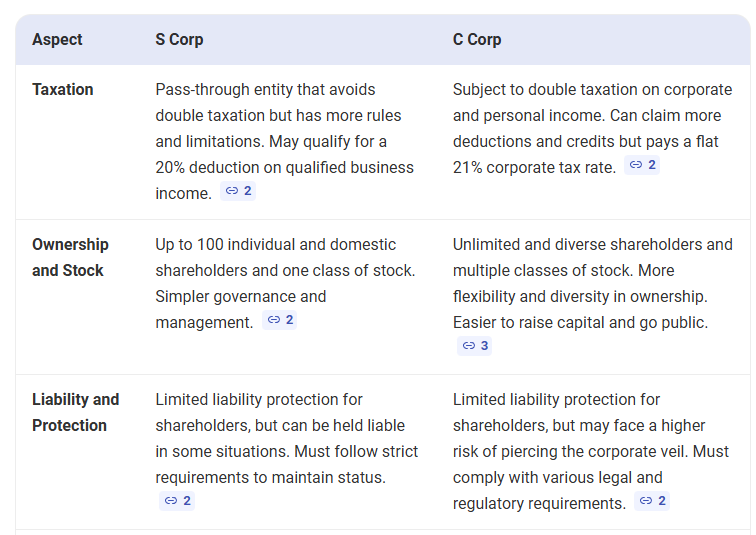 Aspect
S Corp
C Corp
Taxation
Pass-through entity that avoids
double taxation but has more rules
and limitations. May qualify for a
20% deduction on qualified business
income. 2
Subject to double taxation on corporate
and personal income. Can claim more
deductions and credits but pays a flat
21% corporate tax rate. 2
Ownership
and Stock
Up to 100 individual and domestic
shareholders and one class of stock.
Simpler governance and
management. 2
Unlimited and diverse shareholders and
multiple classes of stock. More
flexibility and diversity in ownership.
Easier to raise capital and go public.
3
Liability and
Protection
Limited liability protection for
shareholders, but can be held liable
in some situations. Must follow strict
requirements to maintain status.
2
Limited liability protection for
shareholders, but may face a higher
risk of piercing the corporate veil. Must
comply with various legal and
regulatory requirements. 2